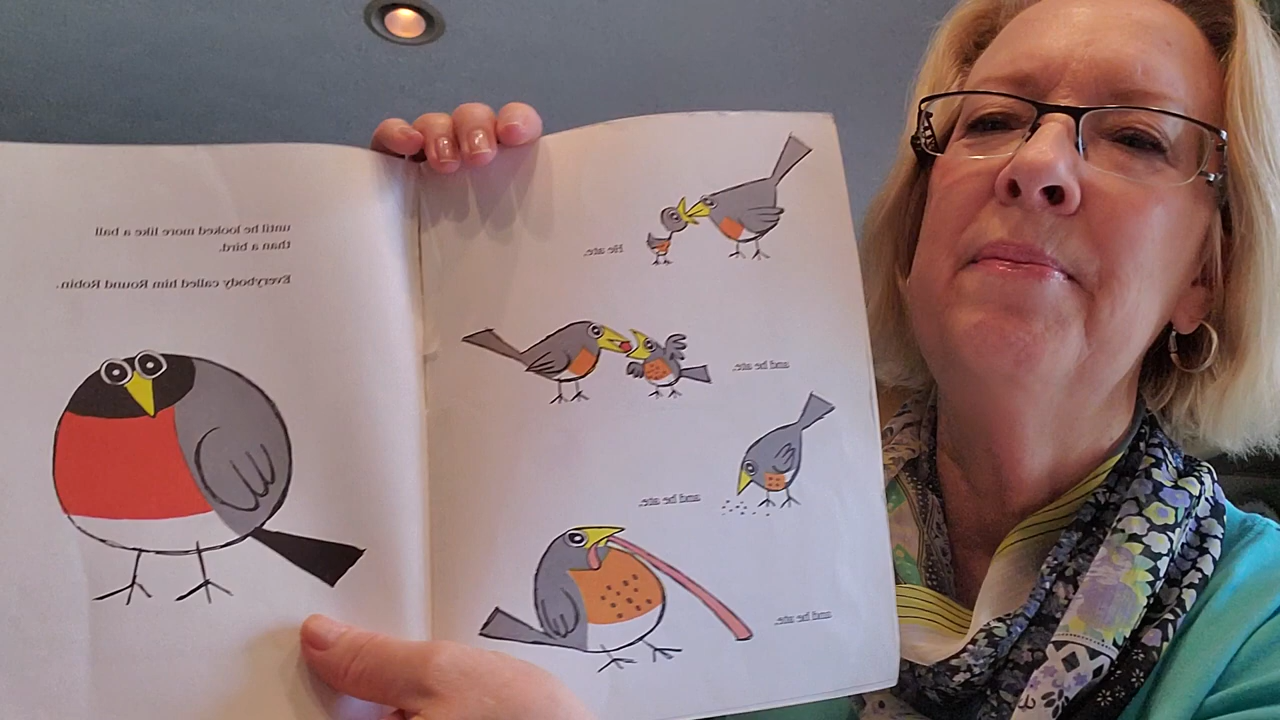 He ate.
and he ate.
and he ate.
and he ate.
until he looked more like a ball
than a bird.
Everybody called him Round Robin.